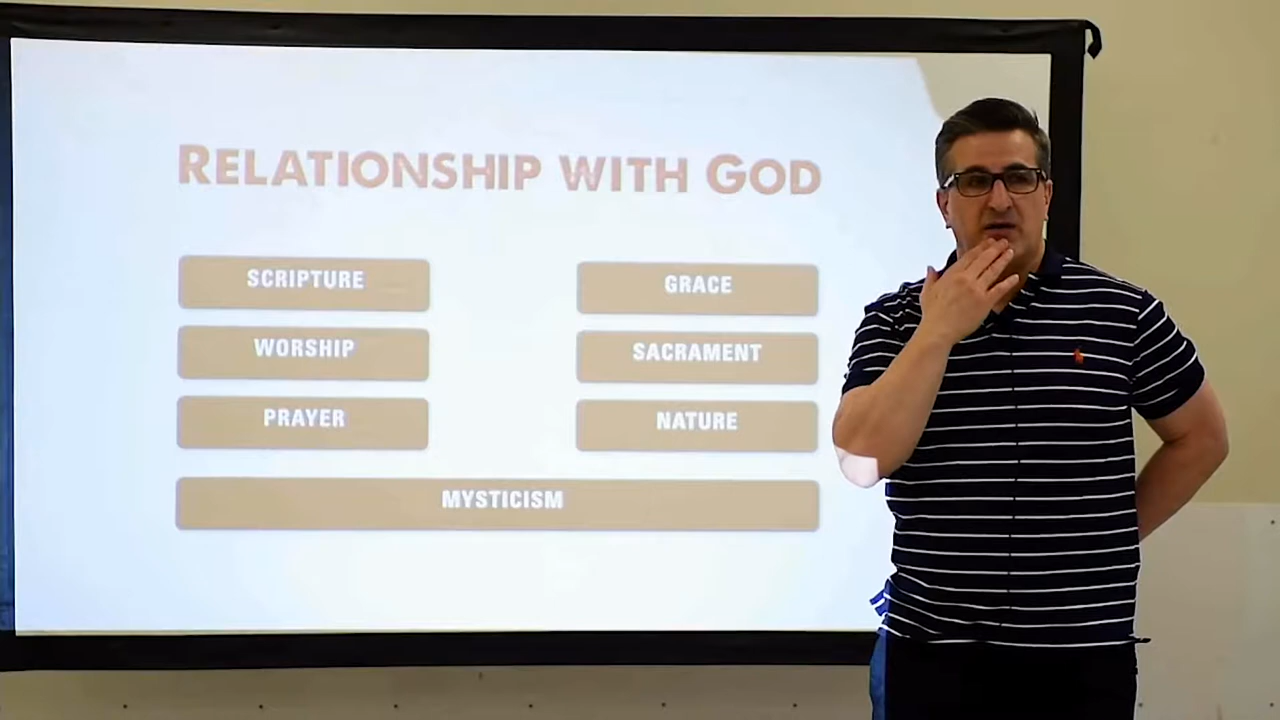 RELATIONSHIP WITH GOD
SCRIPTURE
GRACE
WORSHIP
SACRAMENT
PRAYER
NATURE
MYSTICISM